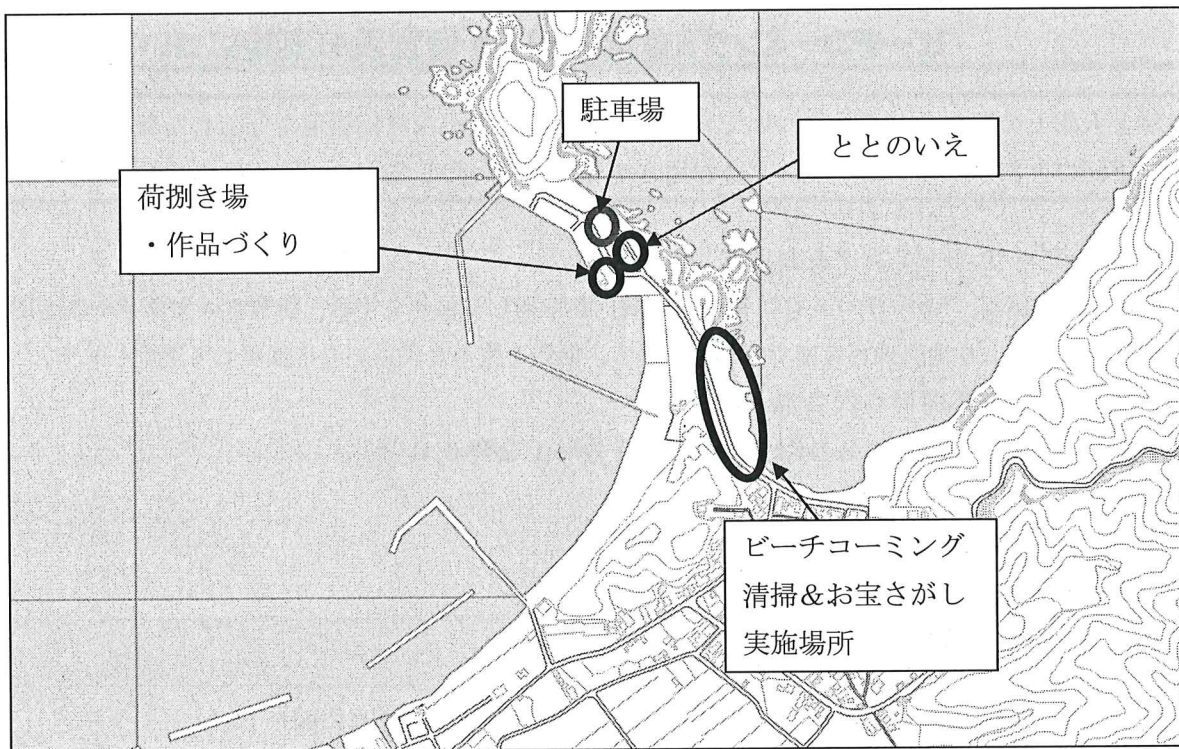 駐車場
ととのいえ
荷捌き場
・作品づくり
ビーチコーミング
清掃＆お宝さがし
実施場所